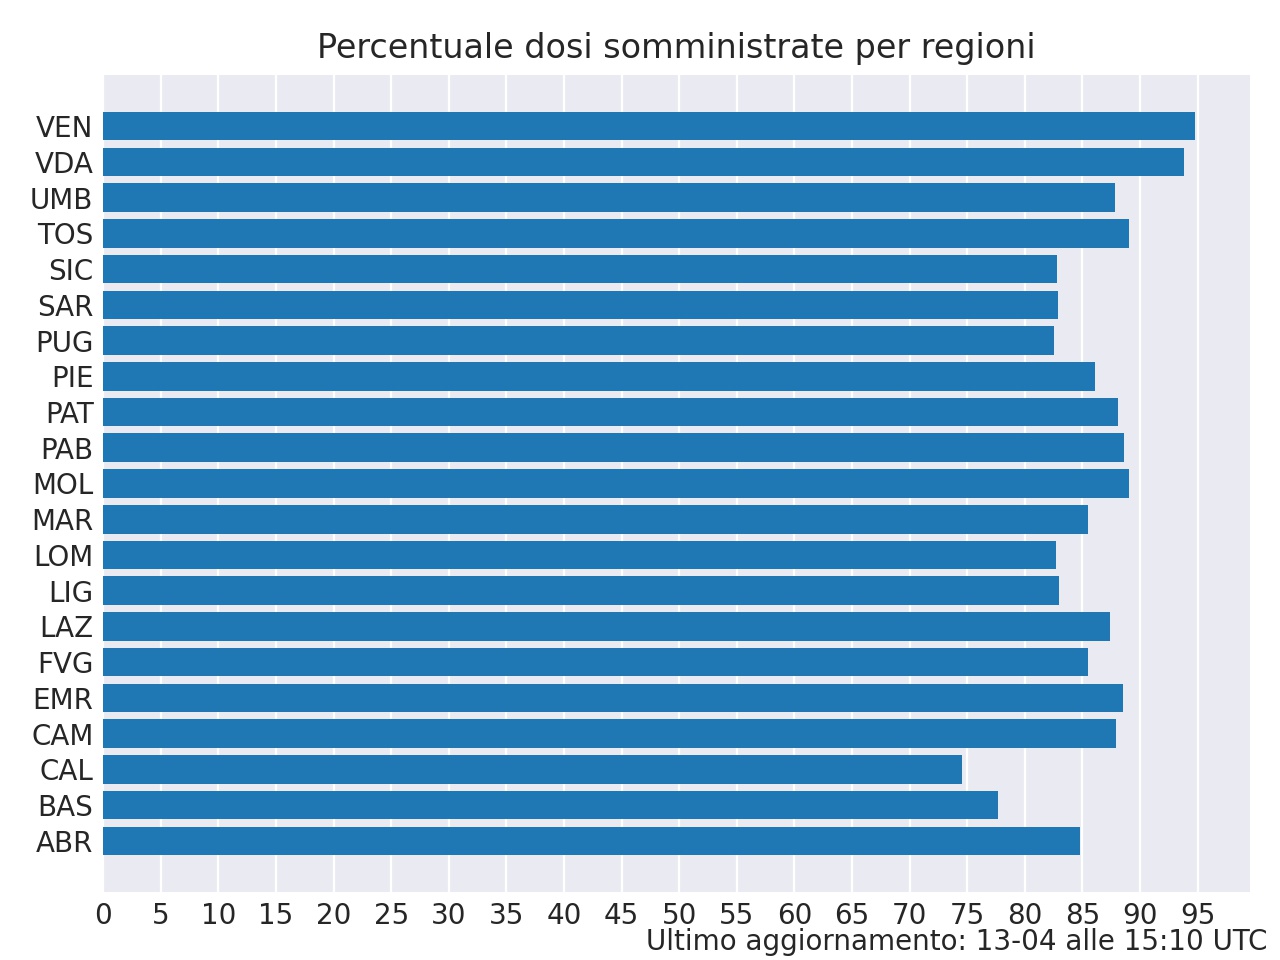 Percentuale dosi somministrate per regioni
VEN
VDA
UMB
TOS
SIC
SAR
PUG
PIE
PAT
PAB
MOL
MAR
LOM
LIG
LAZ
FVG
EMR
CAM
CAL
BAS
ABR
0 5 10 15 20 25 30 35 40 45 50 55 60 65 70 75 80 85 90 95
Ultimo aggiornamento: 13-04 alle 15:10 UTC